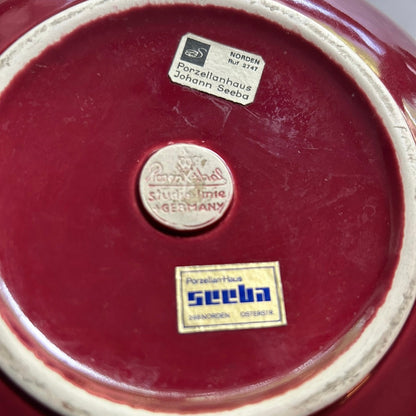 NORDEN
Ruf 2747
Porzellanhaus
Johann Seeba
Rosenthal
studio-linie
GERMANY
Porzellan Haus
seeba
298 NORDEN OSTERSTR.